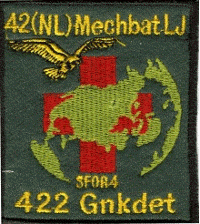 42(NL)Mechbat LJ
SFOR4
422 Gnkdet